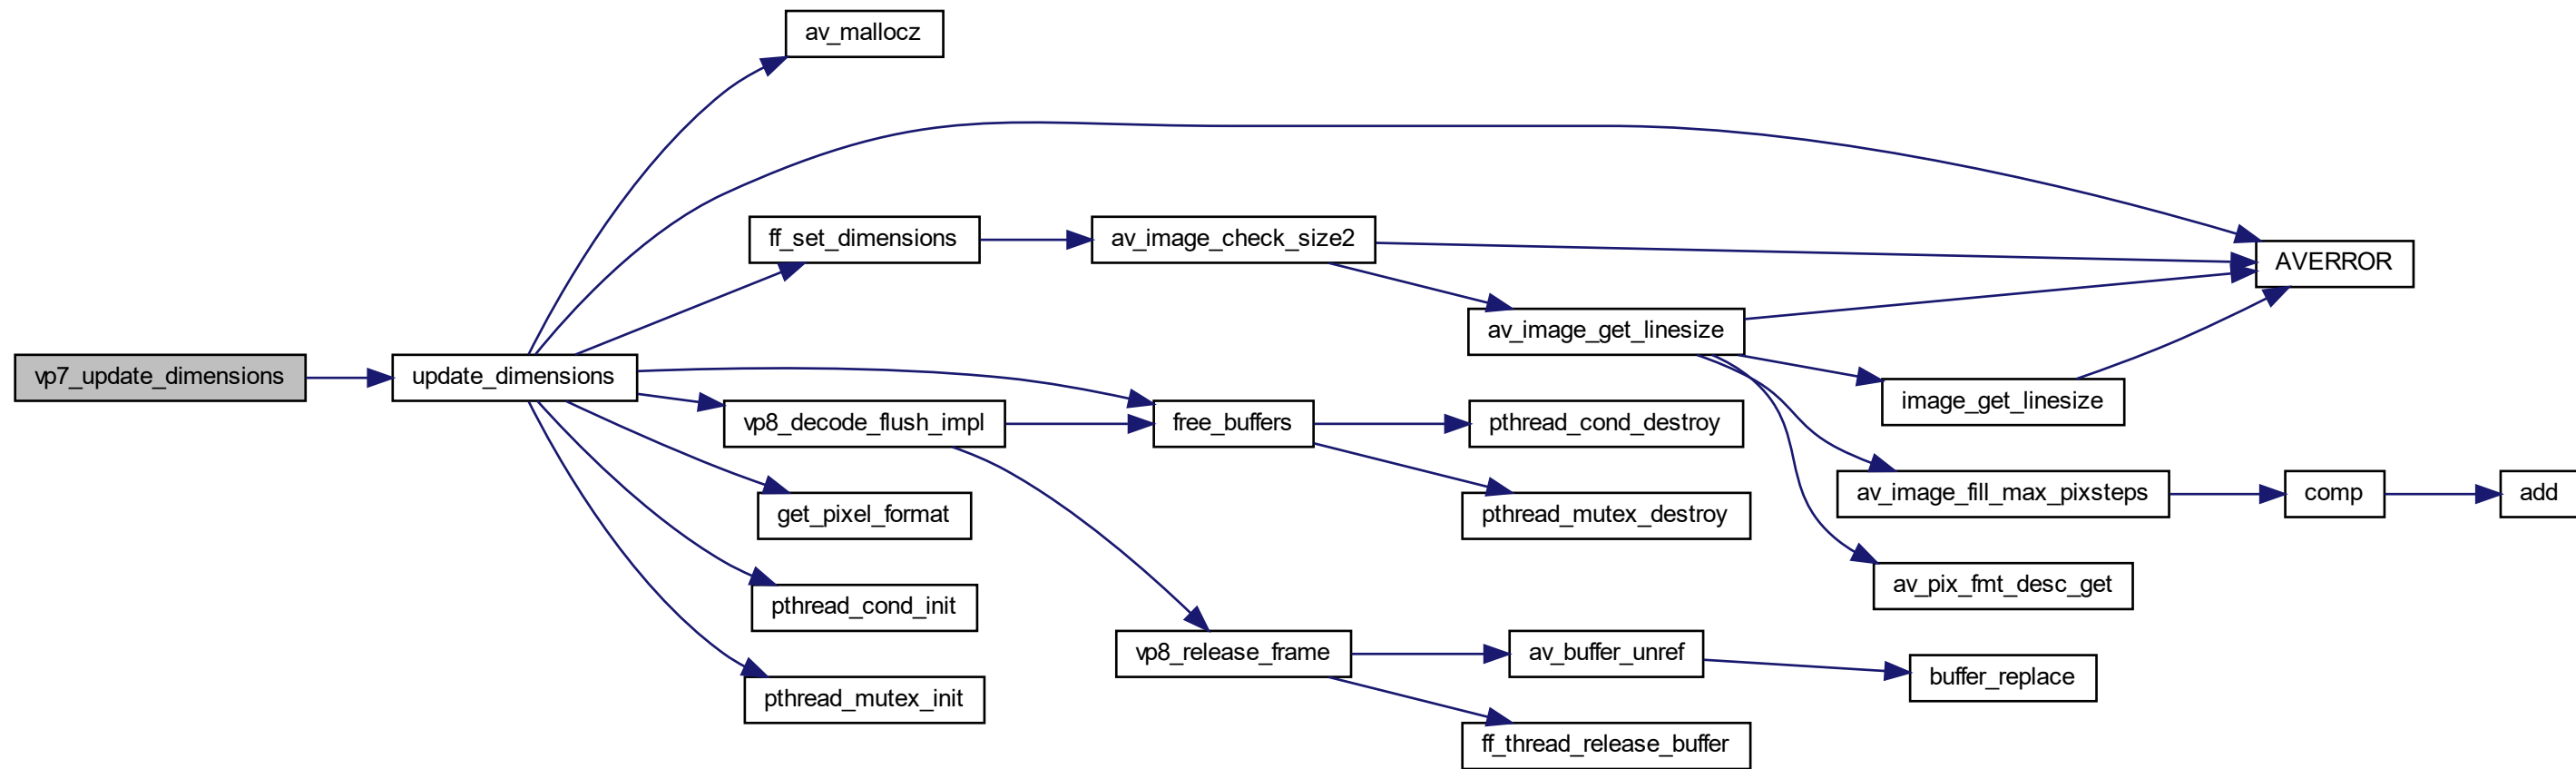 av_mallocz
ff_set_dimensions
av_image_check_size2
AVERROR
av_image_get_linesize
vp7_update_dimensions
update_dimensions
image_get_linesize
vp8_decode_flush_impl
free_buffers
pthread_cond_destroy
av_image_fill_max_pixsteps
comp
add
get_pixel_format
pthread_mutex_destroy
av_pix_fmt_desc_get
pthread_cond_init
vp8_release_frame
av_buffer_unref
buffer_replace
pthread_mutex_init
ff_thread_release_buffer